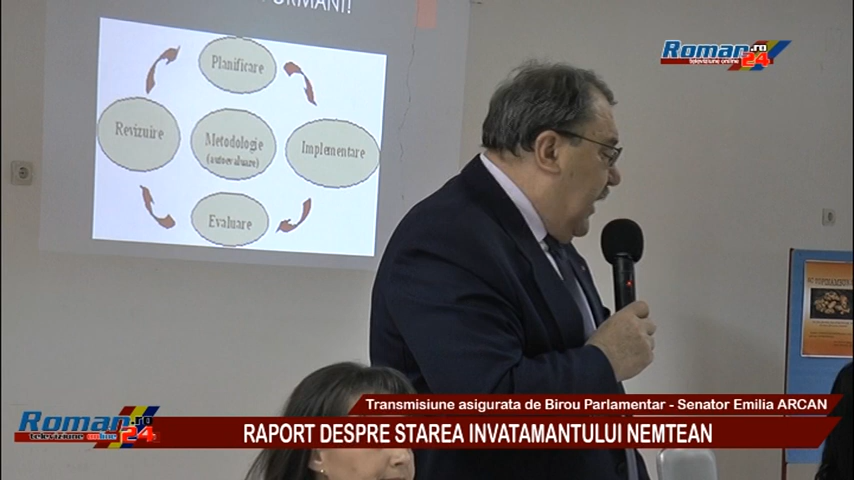 Planificare
Revizuire
Metodologie
(autoevaluare)
Implementare
Evaluare
Roman.ro
televiziune online 24
Transmisiune asigurata de Birou Parlamentar - Senator Emilia ARCAN
Roman.ro
televiziune online 24
RAPORT DESPRE STAREA INVATAMANTULUI NEMTEAN